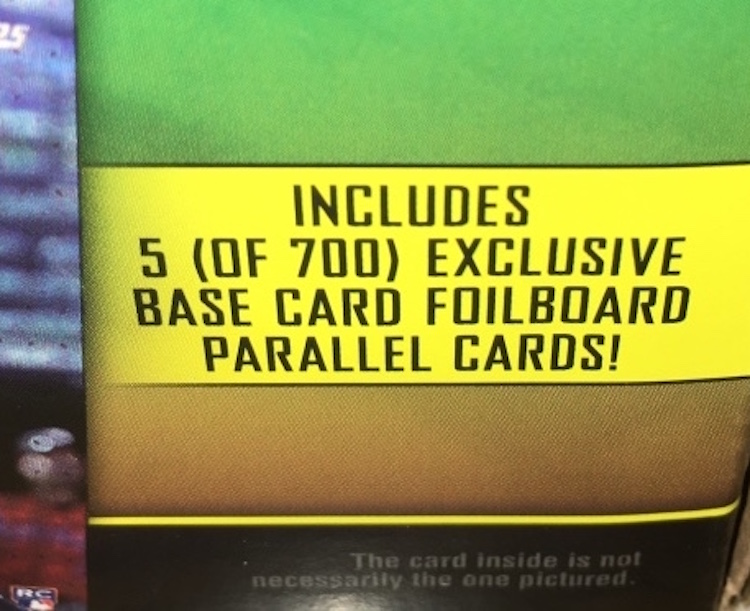 INCLUDES
5 (OF 700) EXCLUSIVE
BASE CARD FOILBOARD
PARALLEL CARDS!
The card inside is not
necessarily the one pictured.
RC